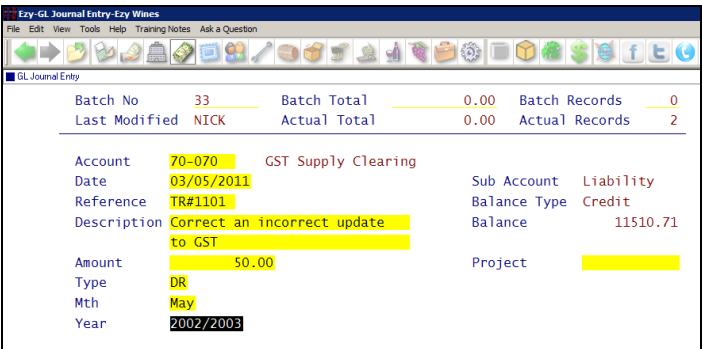 Ezy-GL Journal Entry-Ezy Wines
File Edit View Tools Help Training Notes Ask a Question
GL Journal Entry
Batch No 33 Batch Total 0.00 Batch Records 0
Last Modified NICK Actual Total 0.00 Actual Records 2
Account 70-070 GST Supply Clearing
Date 03/05/2011 Sub Account Liability
Reference TR#1101 Balance Type Credit
Description Correct an incorrect update Balance 11510.71
to GST
Amount 50.00 Project
Type DR
Mth May
Year 2002/2003